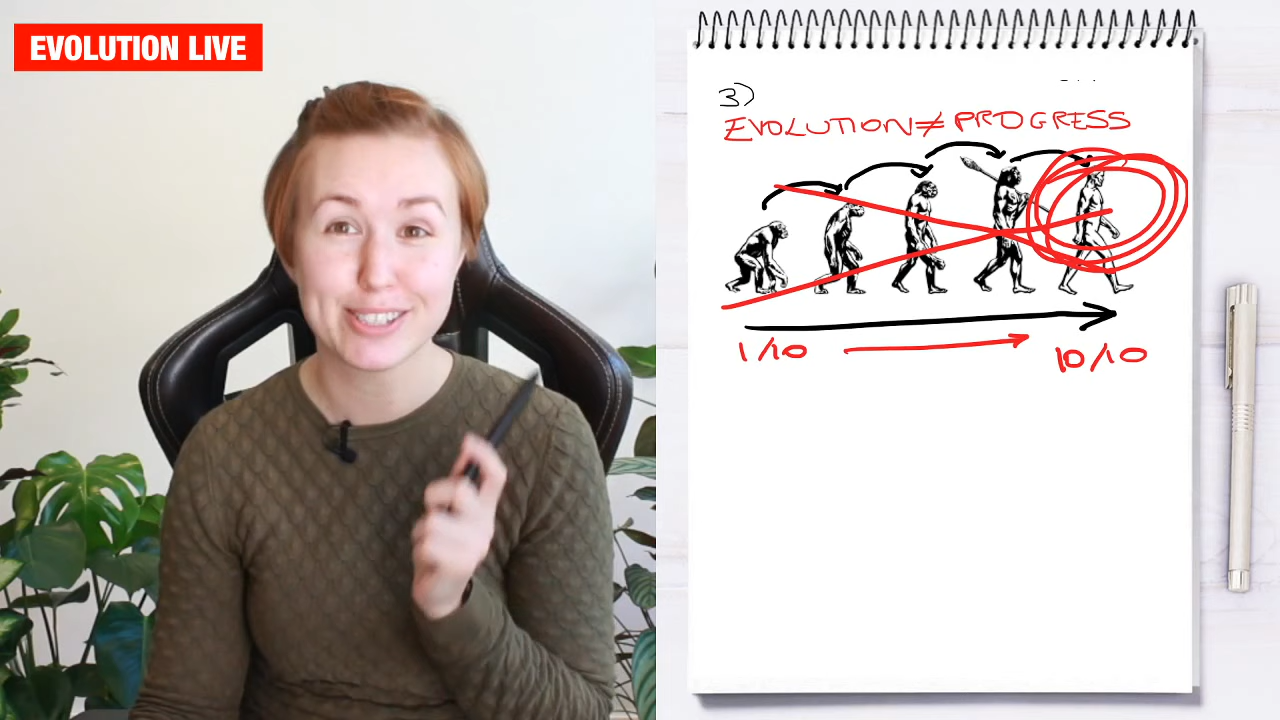 EVOLUTION LIVE
3)
EVOLUTION ≠ PROGRESS
1/10
10/10